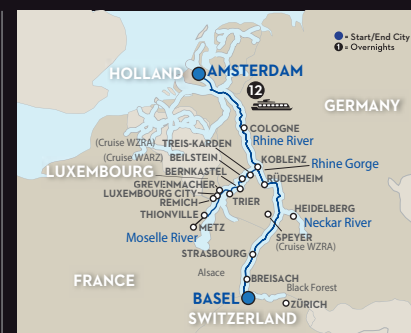 = Start/End City
1 = Overnights
HOLLAND
AMSTERDAM
12
GERMANY
COLOGNE
Rhine River
(Cruise WZRA)
TREIS-KARDEN
(Cruise WARZ)
BEILSTEIN
KOBLENZ
Rhine Gorge
LUXEMBOURG
BERNKASTEL
GREVENMACHER
RÜDESHEIM
LUXEMBOURG CITY
REMICH
TRIER
HEIDELBERG
THIONVILLE
Neckar River
METZ
Moselle River
SPEYER
(Cruise WZRA)
STRASBOURG
Alsace
FRANCE
BREISACH
Black Forest
BASEL
ZÜRICH
SWITZERLAND